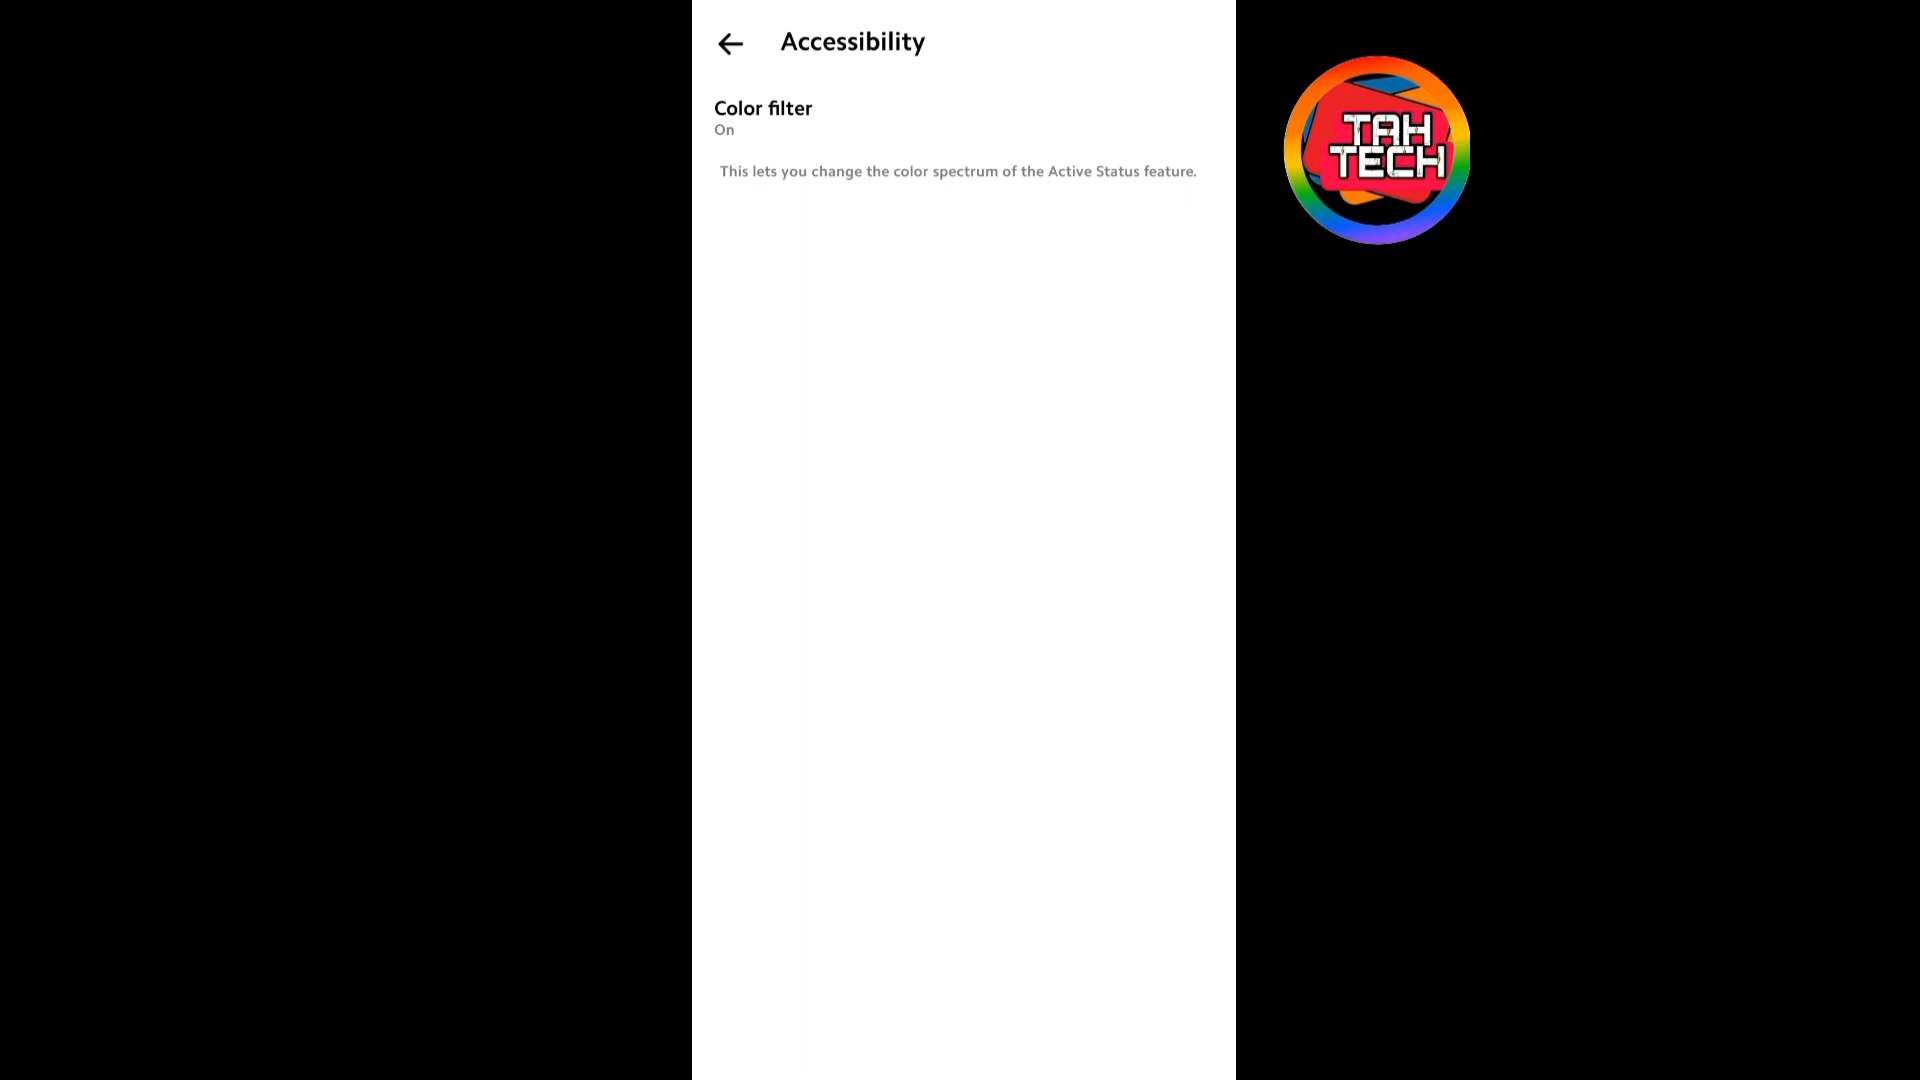 Accessibility
Color filter
On
This lets you change the color spectrum of the Active Status feature.
TAH
TECH